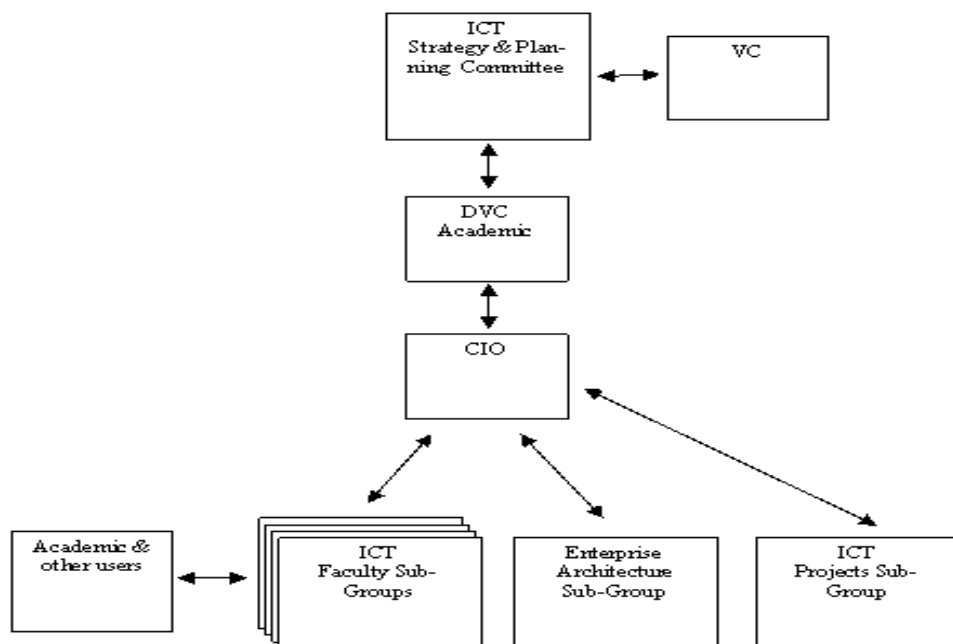 ICT
Strategy & Plan-
ning Committee
VC
DVC
Academic
CIO
Academic &
other users
ICT
Faculty Sub-
Groups
Enterprise
Architecture
Sub-Group
ICT
Projects Sub-
Group